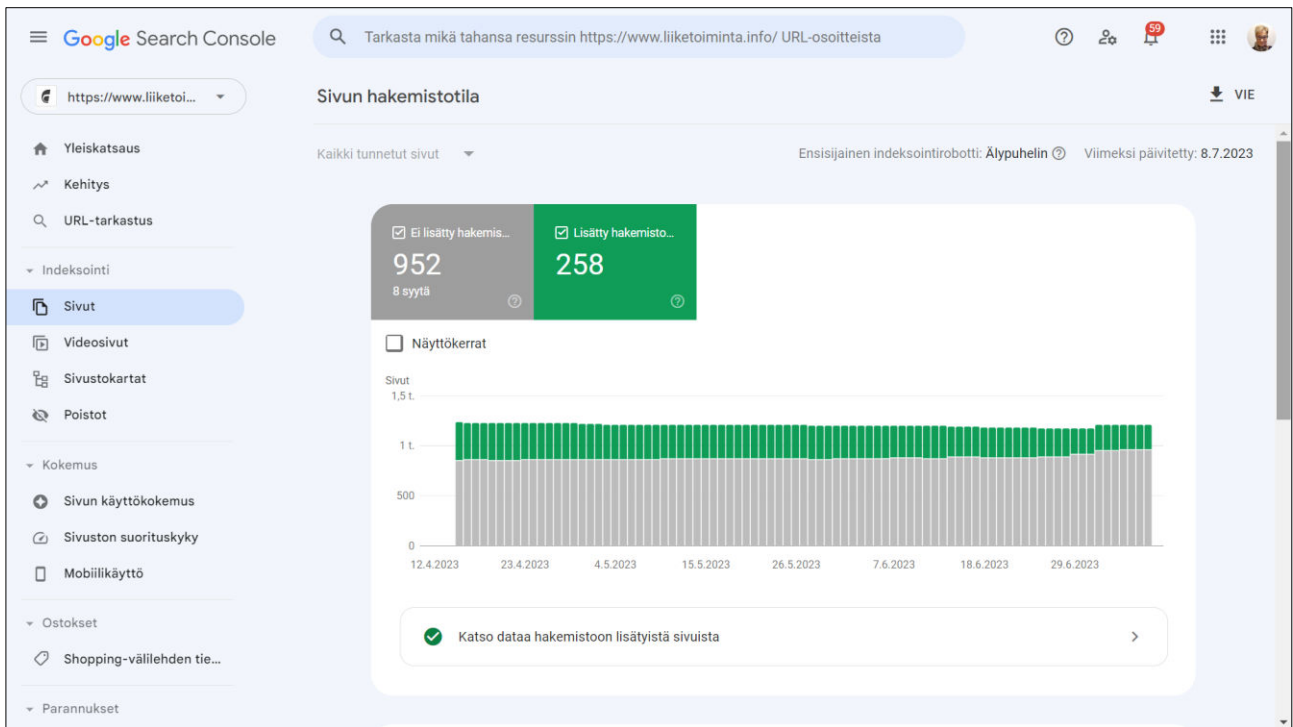 Google Search Console
Tarkasta mikä tahansa resurssin https://www.liiketoiminta.info/ URL-osoitteista
59
https://www.liiketoi...
Sivun hakemistotila
VIE
Yleiskatsaus
Kehitys
URL-tarkastus
Indeksointi
Sivut
Videosivut
Sivustokartat
Poistot
Kokemus
Sivun käyttökokemus
Sivuston suorituskyky
Mobiilikäyttö
Ostokset
Shopping-välilehden tie...
Parannukset
Kaikki tunnetut sivut
Ensisijainen indeksointirobotti: Älypuhelin
Viimeksi päivitetty: 8.7.2023
Ei lisätty hakemis...
952
8 syytä
Lisätty hakemisto...
258
Näyttökerrat
Sivut
1,5 t.
1 t.
500
0
12.4.2023 23.4.2023 4.5.2023 15.5.2023 26.5.2023 7.6.2023 18.6.2023 29.6.2023
Katso dataa hakemistoon lisätyistä sivuista